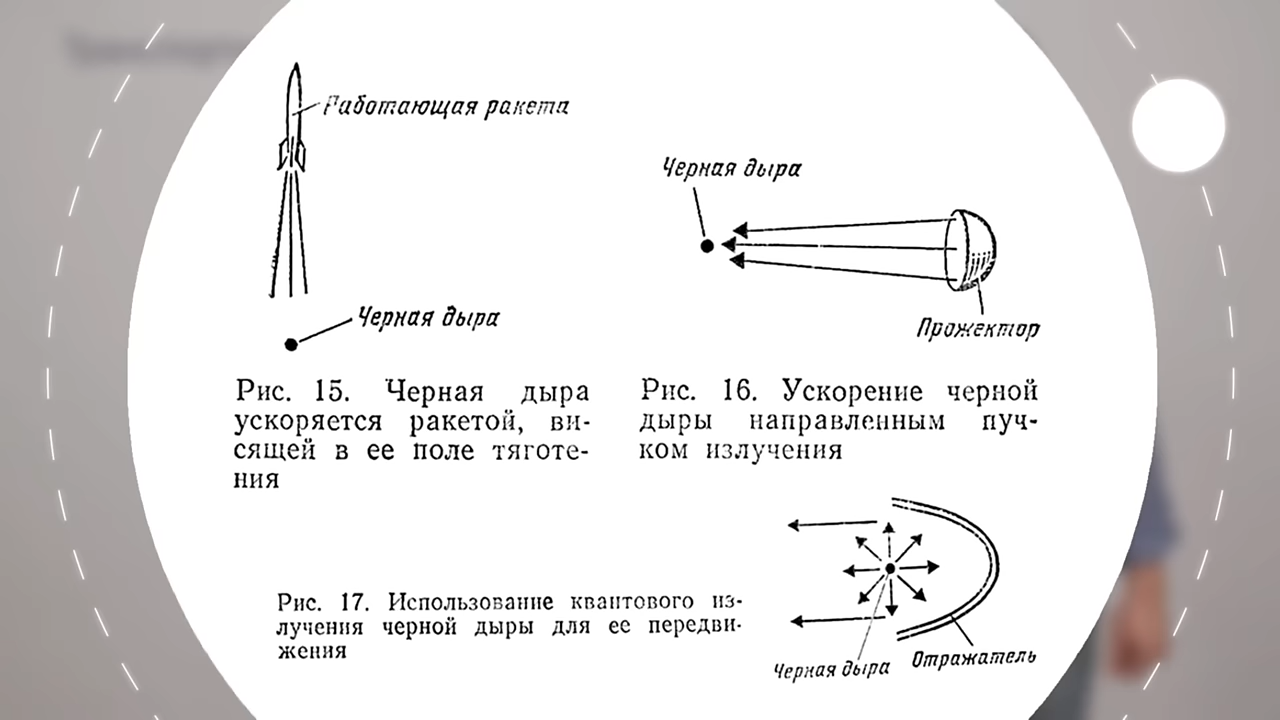 Работающая ракета
Черная дыра
Рис. 15. Черная дыра
ускоряется ракетой, ви-
сящей в ее поле тяготе-
ния
Черная дыра
Прожектор
Рис. 16. Ускорение черной
дыры направленным пуч-
ком излучения
Рис. 17. Использование квантового из-
лучения черной дыры для ее передви-
жения
Черная дыра
Отражатель